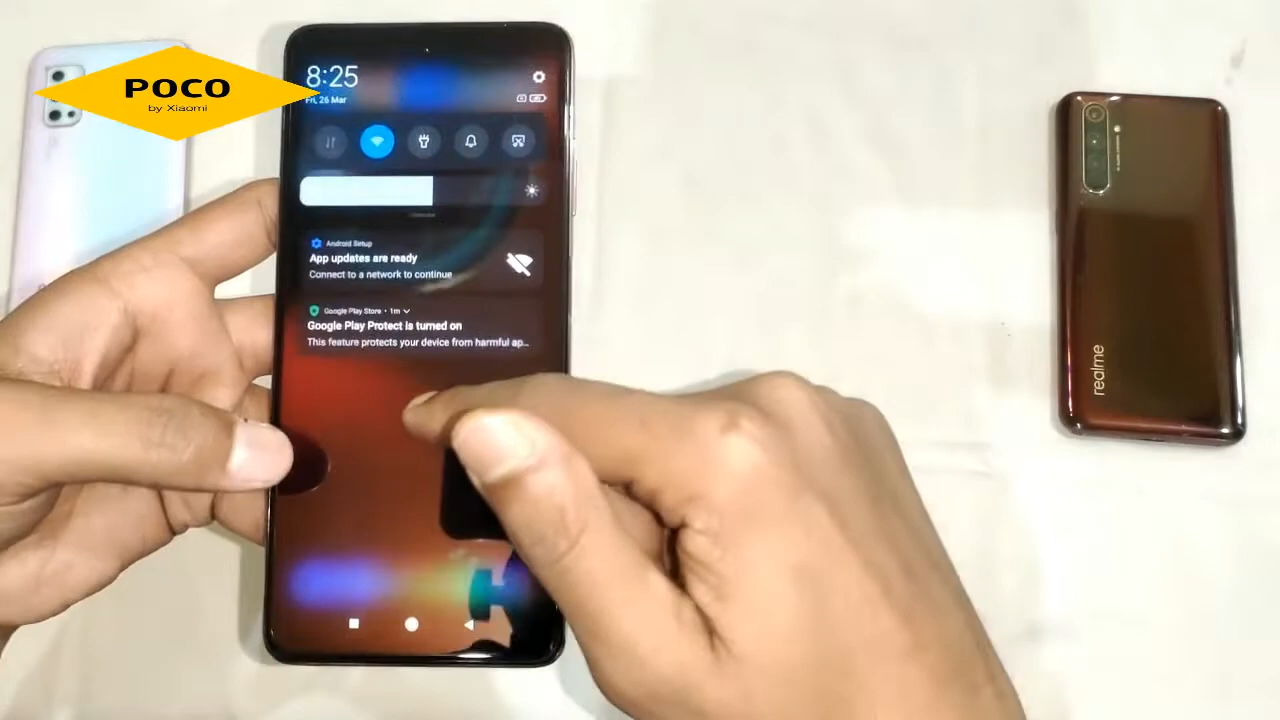 POCO
by Xiaomi
8:25
Fri, 26 Mar
Android Setup
App updates are ready
Connect to a network to continue
Google Play Store • 1m
Google Play Protect is turned on
This feature protects your device from harmful ap...
realme